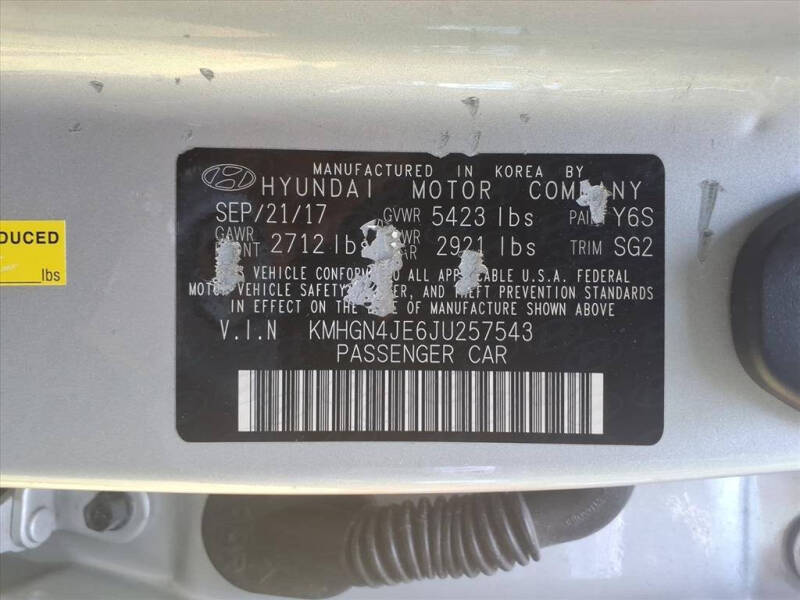 MANUFACTURED IN KOREA BY
HYUNDAI MOTOR COMPANY
SEP/21/17 GVWR 5423 lbs PAINT Y6S
GAWR FRONT 2712 lbs GAWR REAR 2921 lbs TRIM SG2
THIS VEHICLE CONFORMS TO ALL APPLICABLE U.S.A. FEDERAL
MOTOR VEHICLE SAFETY, BUMPER, AND THEFT PREVENTION STANDARDS
IN EFFECT ON THE DATE OF MANUFACTURE SHOWN ABOVE
V.I.N KMHGN4JE6JU257543
PASSENGER CAR
DUCED
lbs